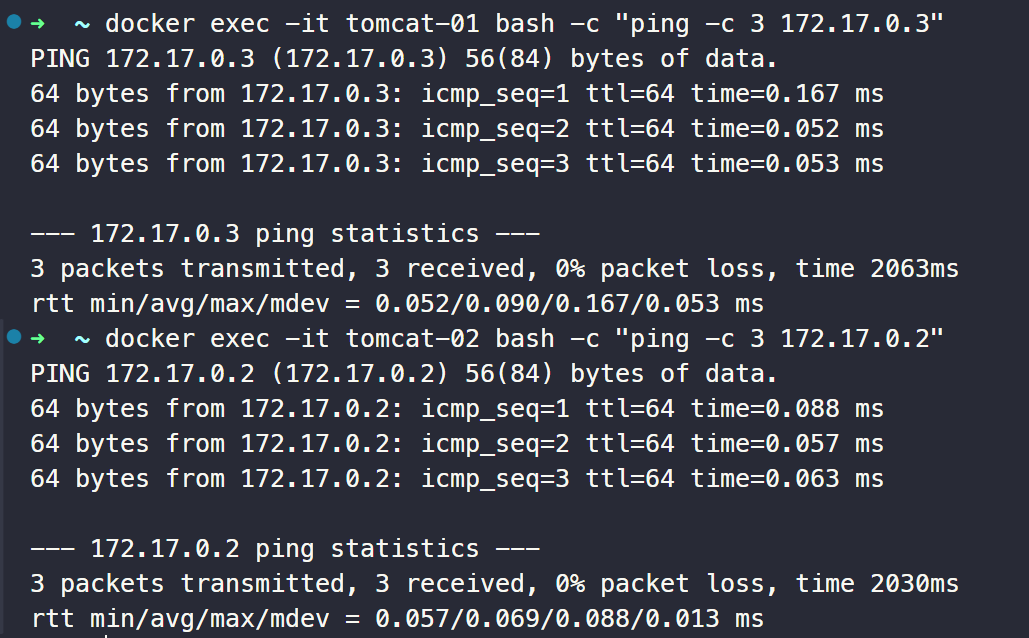 ➜  ~ docker exec -it tomcat-01 bash -c "ping -c 3 172.17.0.3"
PING 172.17.0.3 (172.17.0.3) 56(84) bytes of data.
64 bytes from 172.17.0.3: icmp_seq=1 ttl=64 time=0.167 ms
64 bytes from 172.17.0.3: icmp_seq=2 ttl=64 time=0.052 ms
64 bytes from 172.17.0.3: icmp_seq=3 ttl=64 time=0.053 ms

--- 172.17.0.3 ping statistics ---
3 packets transmitted, 3 received, 0% packet loss, time 2063ms
rtt min/avg/max/mdev = 0.052/0.090/0.167/0.053 ms
➜  ~ docker exec -it tomcat-02 bash -c "ping -c 3 172.17.0.2"
PING 172.17.0.2 (172.17.0.2) 56(84) bytes of data.
64 bytes from 172.17.0.2: icmp_seq=1 ttl=64 time=0.088 ms
64 bytes from 172.17.0.2: icmp_seq=2 ttl=64 time=0.057 ms
64 bytes from 172.17.0.2: icmp_seq=3 ttl=64 time=0.063 ms

--- 172.17.0.2 ping statistics ---
3 packets transmitted, 3 received, 0% packet loss, time 2030ms
rtt min/avg/max/mdev = 0.057/0.069/0.088/0.013 ms